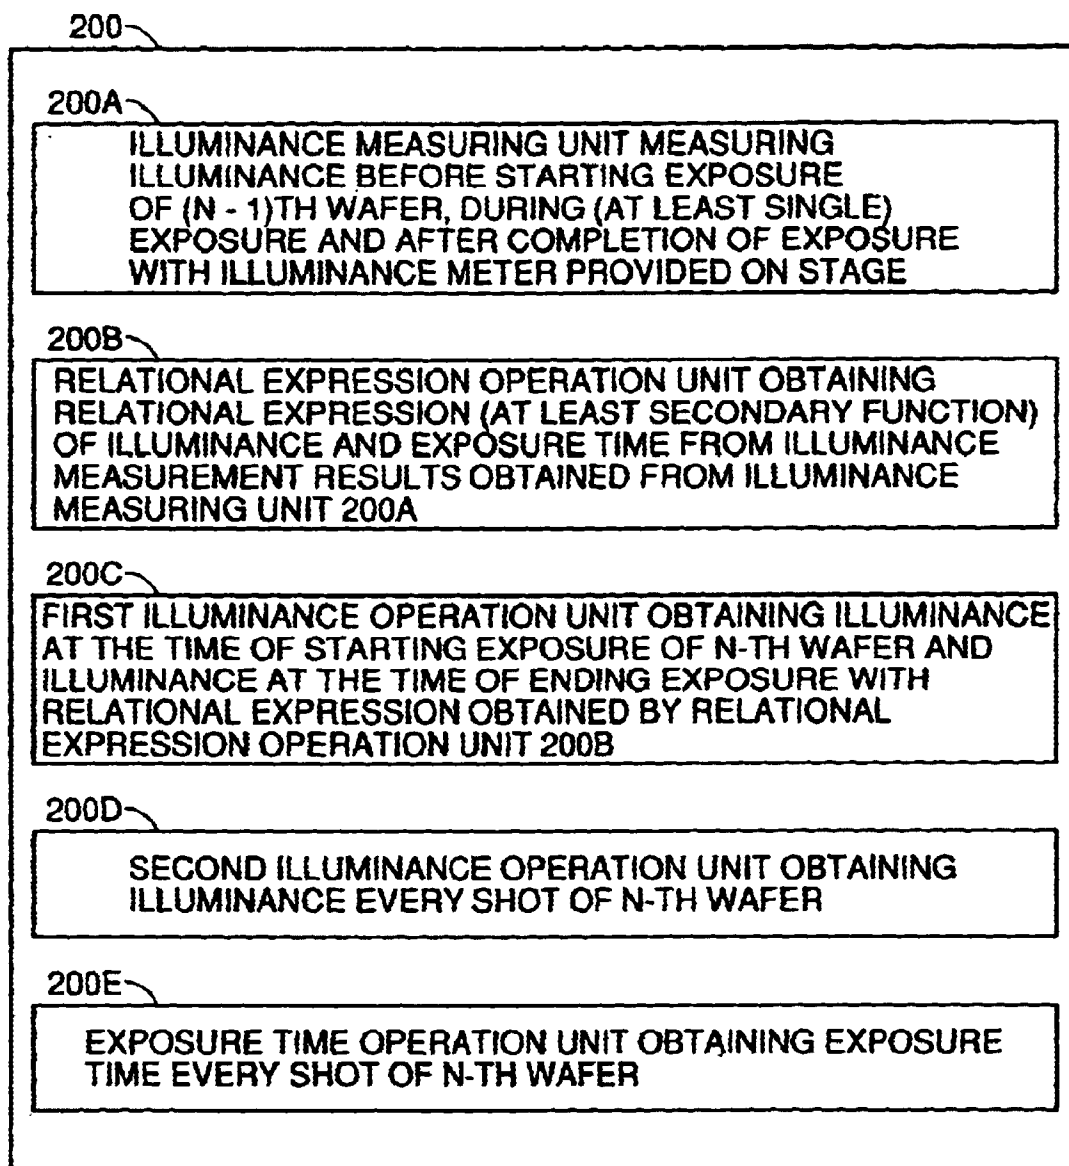 200
200A
ILLUMINANCE MEASURING UNIT MEASURING
ILLUMINANCE BEFORE STARTING EXPOSURE
OF (N - 1)TH WAFER, DURING (AT LEAST SINGLE)
EXPOSURE AND AFTER COMPLETION OF EXPOSURE
WITH ILLUMINANCE METER PROVIDED ON STAGE
200B
RELATIONAL EXPRESSION OPERATION UNIT OBTAINING
RELATIONAL EXPRESSION (AT LEAST SECONDARY FUNCTION)
OF ILLUMINANCE AND EXPOSURE TIME FROM ILLUMINANCE
MEASUREMENT RESULTS OBTAINED FROM ILLUMINANCE
MEASURING UNIT 200A
200C
FIRST ILLUMINANCE OPERATION UNIT OBTAINING ILLUMINANCE
AT THE TIME OF STARTING EXPOSURE OF N-TH WAFER AND
ILLUMINANCE AT THE TIME OF ENDING EXPOSURE WITH
RELATIONAL EXPRESSION OBTAINED BY RELATIONAL
EXPRESSION OPERATION UNIT 200B
200D
SECOND ILLUMINANCE OPERATION UNIT OBTAINING
ILLUMINANCE EVERY SHOT OF N-TH WAFER
200E
EXPOSURE TIME OPERATION UNIT OBTAINING EXPOSURE
TIME EVERY SHOT OF N-TH WAFER